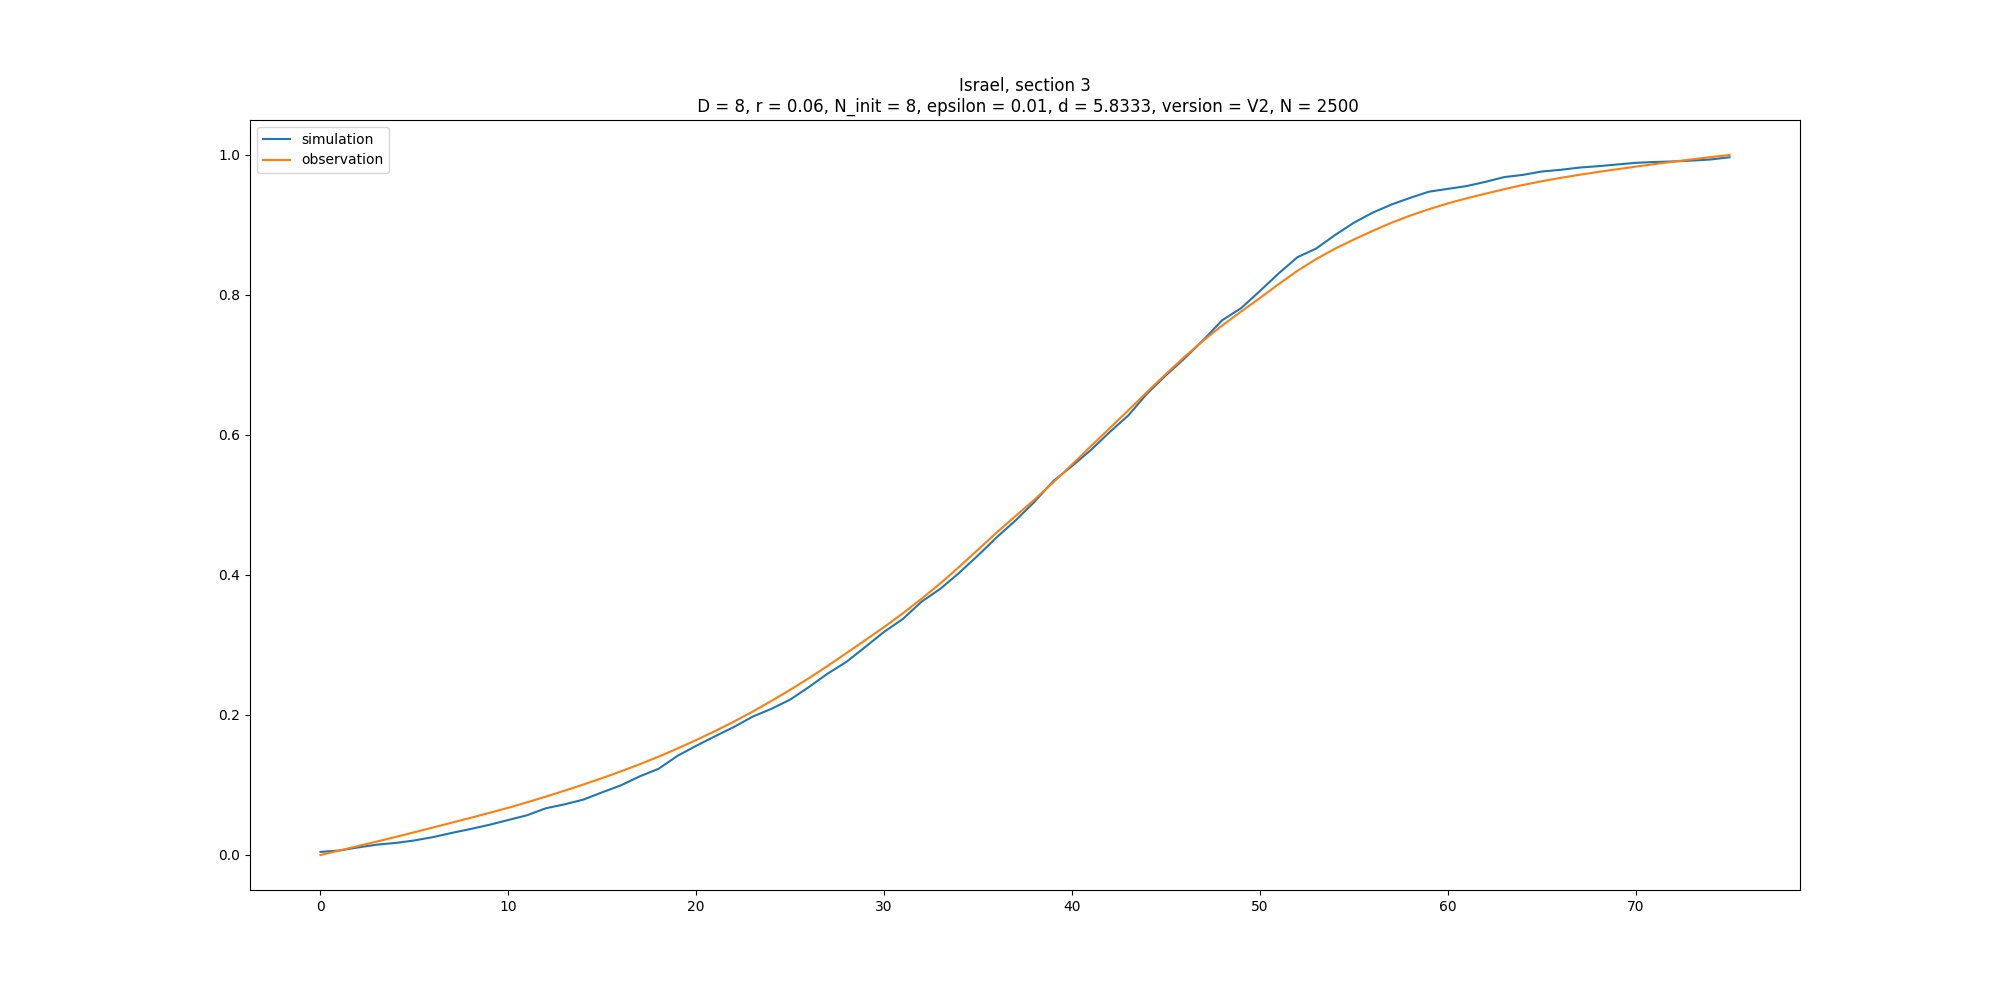 Israel, section 3
D = 8, r = 0.06, N_init = 8, epsilon = 0.01, d = 5.8333, version = V2, N = 2500
simulation
observation
1.0
0.8
0.6
0.4
0.2
0.0
0 10 20 30 40 50 60 70